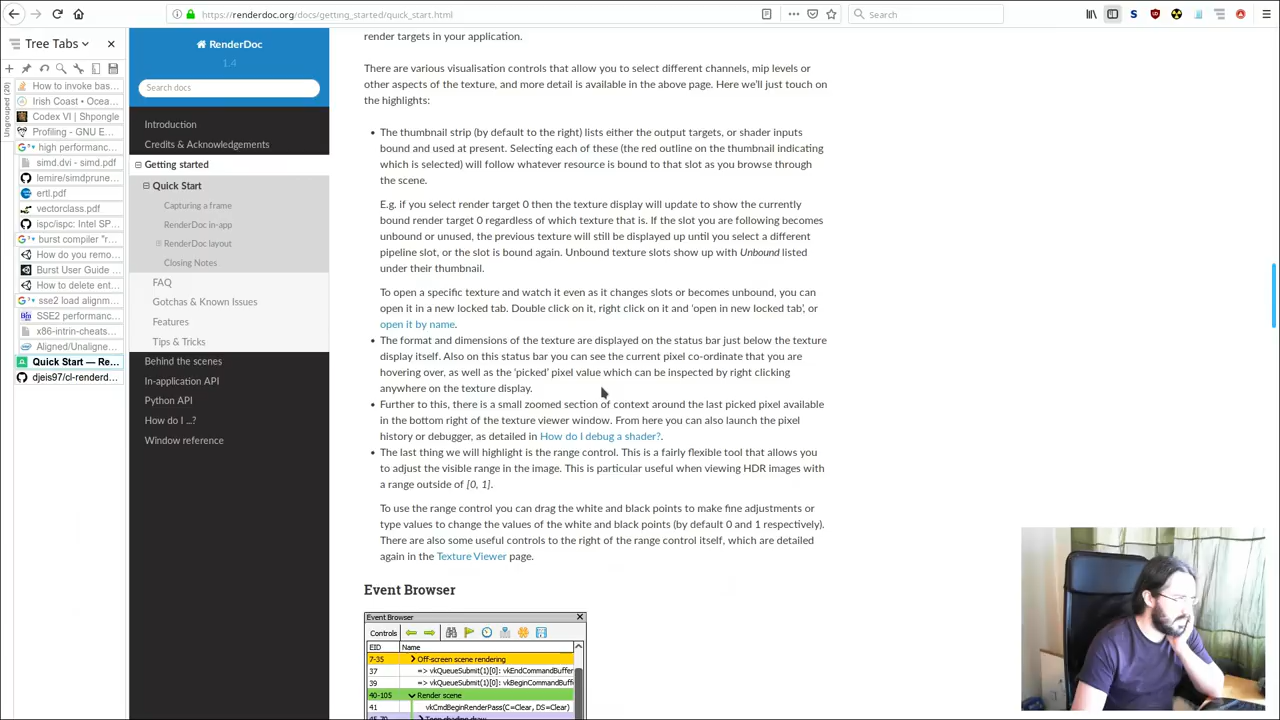 https://renderdoc.org/docs/getting_started/quick_start.html
Search
Tree Tabs
Ungrouped (20)
How to invoke bas...
Irish Coast • Ocea...
Codex VI | Shpongle
Profiling - GNU E...
high performanc...
simd.dvi - simd.pdf
lemire/simdprune...
ertl.pdf
vectorclass.pdf
ispc/ispc: Intel SP...
burst compiler "r...
How do you remo...
Burst User Guide ...
How to delete ent...
sse2 load alignm...
SSE2 performanc...
x86-intrin-cheats...
Aligned/Unaligne...
Quick Start — Re...
djeis97/cl-renderd...
RenderDoc
1.4
Search docs
Introduction
Credits & Acknowledgements
Getting started
Quick Start
Capturing a frame
RenderDoc in-app
RenderDoc layout
Closing Notes
FAQ
Gotchas & Known Issues
Features
Tips & Tricks
Behind the scenes
In-application API
Python API
How do I ...?
Window reference
render targets in your application.
There are various visualisation controls that allow you to select different channels, mip levels or
other aspects of the texture, and more detail is available in the above page. Here we'll just touch on
the highlights:
• The thumbnail strip (by default to the right) lists either the output targets, or shader inputs
bound and used at present. Selecting each of these (the red outline on the thumbnail indicating
which is selected) will follow whatever resource is bound to that slot as you browse through
the scene.
E.g. if you select render target 0 then the texture display will update to show the currently
bound render target 0 regardless of which texture that is. If the slot you are following becomes
unbound or unused, the previous texture will still be displayed up until you select a different
pipeline slot, or the slot is bound again. Unbound texture slots show up with Unbound listed
under their thumbnail.
To open a specific texture and watch it even as it changes slots or becomes unbound, you can
open it in a new locked tab. Double click on it, right click on it and 'open in new locked tab', or
open it by name.
• The format and dimensions of the texture are displayed on the status bar just below the texture
display itself. Also on this status bar you can see the current pixel co-ordinate that you are
hovering over, as well as the 'picked' pixel value which can be inspected by right clicking
anywhere on the texture display.
• Further to this, there is a small zoomed section of context around the last picked pixel available
in the bottom right of the texture viewer window. From here you can also launch the pixel
history or debugger, as detailed in How do I debug a shader?.
• The last thing we will highlight is the range control. This is a fairly flexible tool that allows you
to adjust the visible range in the image. This is particular useful when viewing HDR images with
a range outside of [0, 1].
To use the range control you can drag the white and black points to make fine adjustments or
type values to change the values of the white and black points (by default 0 and 1 respectively).
There are also some useful controls to the right of the range control itself, which are detailed
again in the Texture Viewer page.
Event Browser
Event Browser
Controls
EID Name
7-35 Off-screen scene rendering
37 => vkQueueSubmit(1)[0]: vkEndCommandBuffer
39 => vkQueueSubmit(1)[0]: vkBeginCommandBuffe
40-105 Render scene
41 vkCmdBeginRenderPass(C=Clear, DS=Clear)